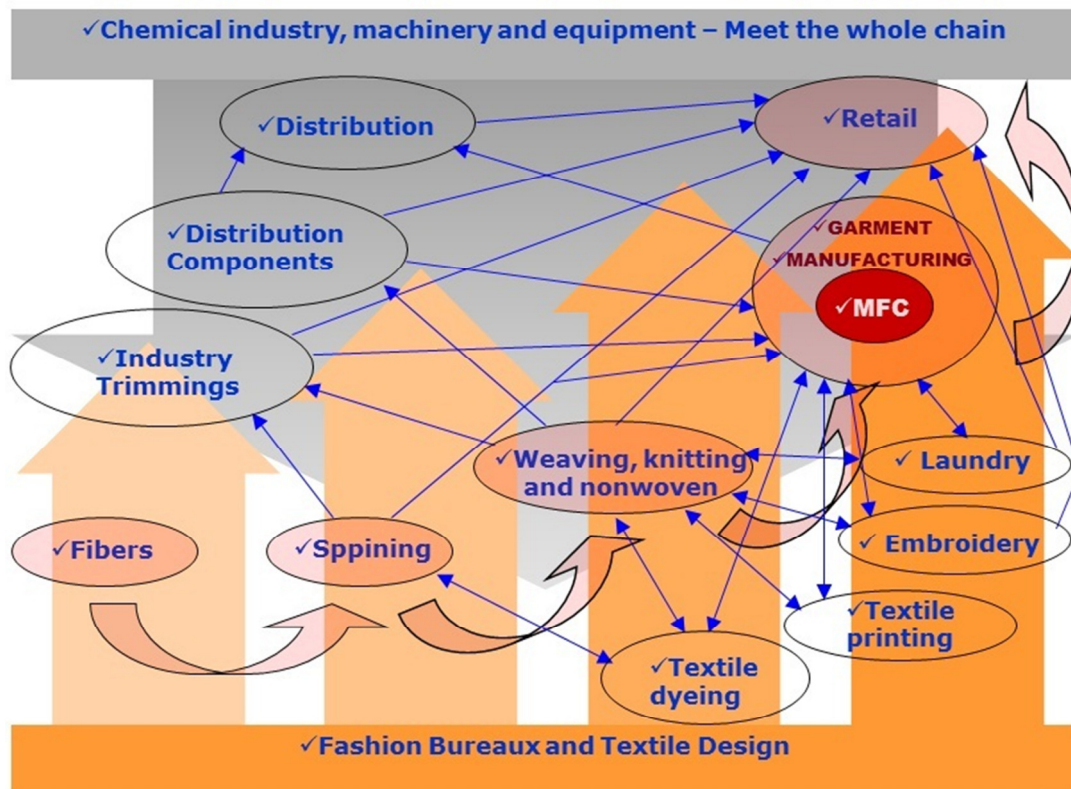 ✓Chemical industry, machinery and equipment – Meet the whole chain
✓Distribution
✓Retail
✓Distribution
Components
✓GARMENT
✓MANUFACTURING
✓MFC
✓Industry
Trimmings
✓Weaving, knitting
and nonwoven
✓ Laundry
✓Fibers
✓Sppining
✓ Embroidery
✓Textile
printing
✓Textile
dyeing
✓Fashion Bureaux and Textile Design